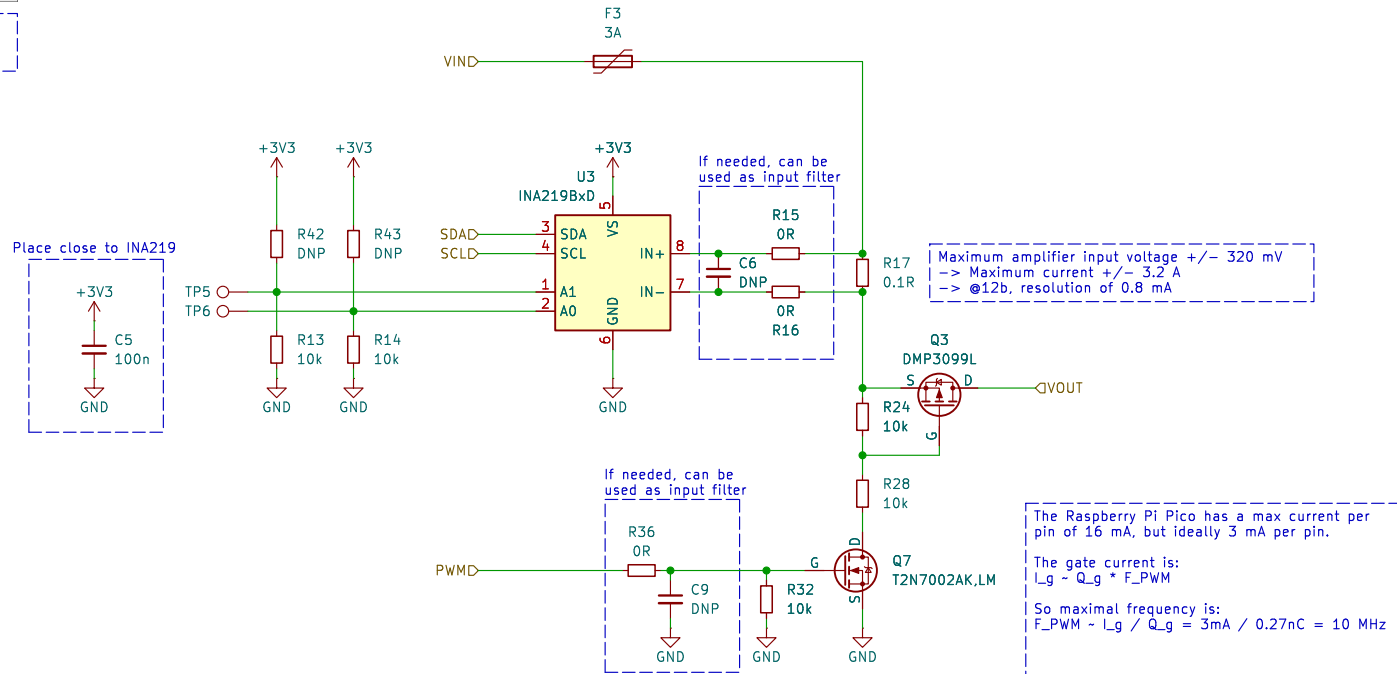 F3
3A
VIN
+3V3
+3V3
+3V3
U3
INA219BxD
If needed, can be
used as input filter
5
VS
R15
0R
R42
DNP
R43
DNP
SDA
3
SDA
SCL
4
SCL
IN+
8
Place close to INA219
C6
DNP
R17
0.1R
Maximum amplifier input voltage +/- 320 mV
-> Maximum current +/- 3.2 A
-> @12b, resolution of 0.8 mA
+3V3
TP5
1
A1
IN-
7
TP6
2
A0
GND
6
0R
R16
C5
100n
R13
10k
R14
10k
Q3
DMP3099L
S
D
VOUT
G
GND
GND
GND
GND
R24
10k
If needed, can be
used as input filter
R28
10k
The Raspberry Pi Pico has a max current per
pin of 16 mA, but ideally 3 mA per pin.
The gate current is:
I_g ~ Q_g * F_PWM
So maximal frequency is:
F_PWM ~ I_g / Q_g = 3mA / 0.27nC = 10 MHz
R36
0R
PWM
G
D
S
Q7
T2N7002AK,LM
C9
DNP
R32
10k
GND
GND
GND